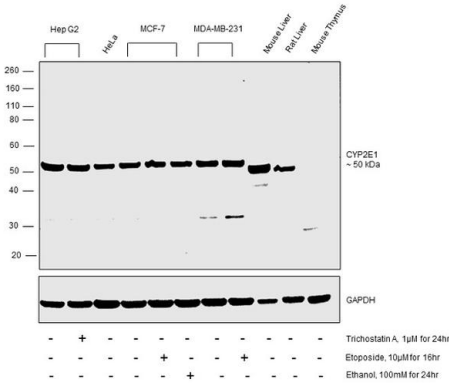 Hep G2 HeLa MCF-7 MDA-MB-231 Mouse Liver Rat Liver Mouse Thymus
260
160
110
80
60
50
40
30
20
CYP2E1
~ 50 kDa
GAPDH
- + - - - - - - - - - Trichostatin A, 1µM for 24hr
- - - - + - - + - - - Etoposide, 10µM for 16hr
- - - - - + - - - - - Ethanol, 100mM for 24hr